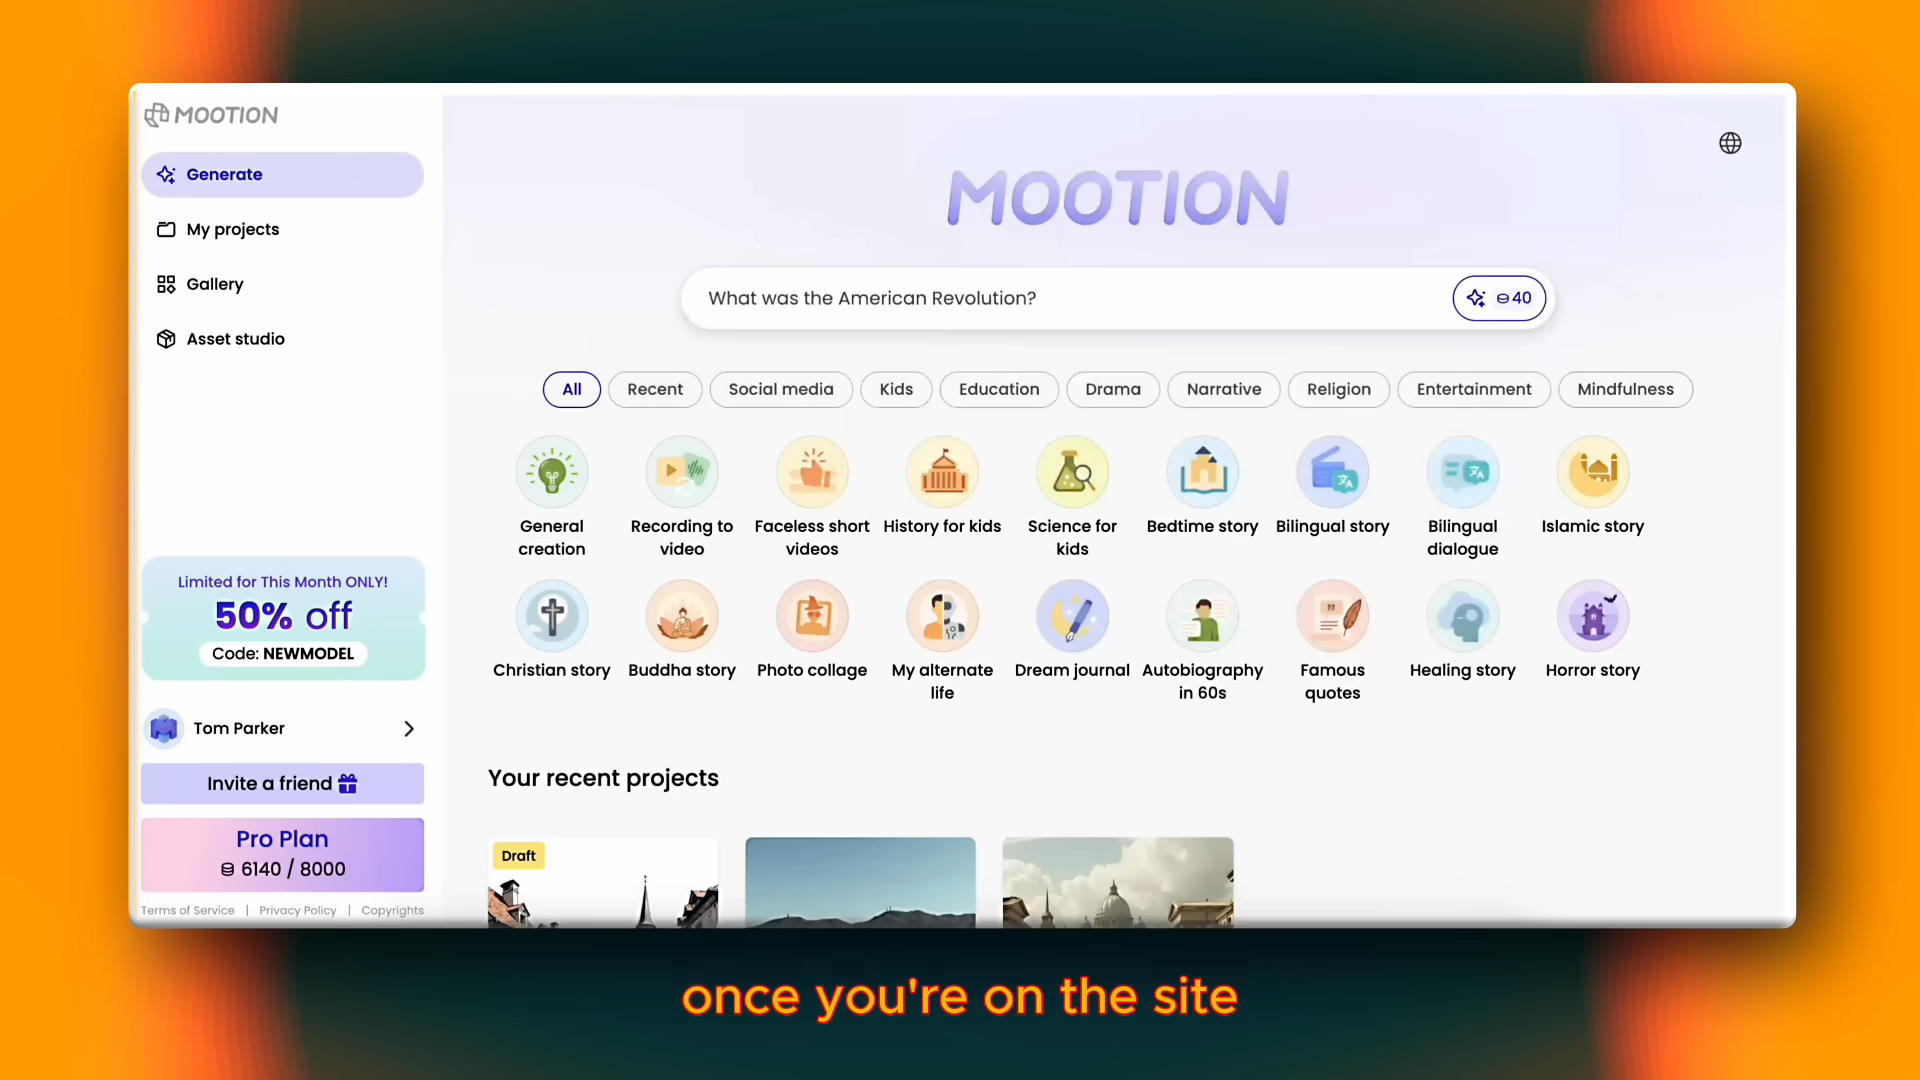 MOOTION
Generate
My projects
Gallery
Asset studio
Limited for This Month ONLY!
50% off
Code: NEWMODEL
Tom Parker
Invite a friend
Pro Plan
6140 / 8000
Terms of Service | Privacy Policy | Copyrights
MOOTION
What was the American Revolution?
40
All Recent Social media Kids Education Drama Narrative Religion Entertainment Mindfulness
General creation
Recording to video
Faceless short videos
History for kids
Science for kids
Bedtime story
Bilingual story
Bilingual dialogue
Islamic story
Christian story
Buddha story
Photo collage
My alternate life
Dream journal
Autobiography in 60s
Famous quotes
Healing story
Horror story
Your recent projects
Draft
once you're on the site